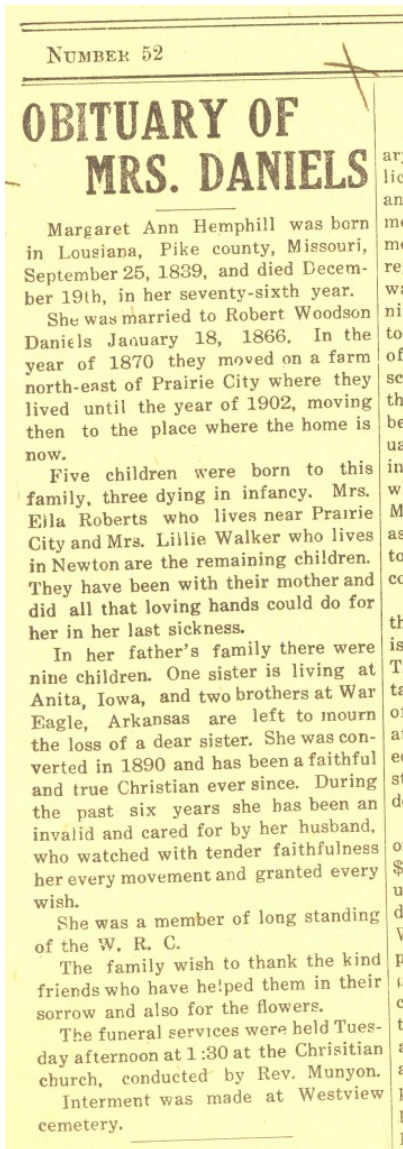 NUMBER 52
OBITUARY OF
MRS. DANIELS
Margaret Ann Hemphill was born
in Lousiana, Pike county, Missouri,
September 25, 1839, and died Decem-
ber 19th, in her seventy-sixth year.
She was married to Robert Woodson
Daniels January 18, 1866. In the
year of 1870 they moved on a farm
north-east of Prairie City where they
lived until the year of 1902, moving
then to the place where the home is
now.
Five children were born to this
family, three dying in infancy. Mrs.
Ella Roberts who lives near Prairie
City and Mrs. Lillie Walker who lives
in Newton are the remaining children.
They have been with their mother and
did all that loving hands could do for
her in her last sickness.
In her father's family there were
nine children. One sister is living at
Anita, Iowa, and two brothers at War
Eagle, Arkansas are left to mourn
the loss of a dear sister. She was con-
verted in 1890 and has been a faithful
and true Christian ever since. During
the past six years she has been an
invalid and cared for by her husband,
who watched with tender faithfulness
her every movement and granted every
wish.
She was a member of long standing
of the W. R. C.
The family wish to thank the kind
friends who have helped them in their
sorrow and also for the flowers.
The funeral services were held Tues-
day afternoon at 1:30 at the Chrisitian
church, conducted by Rev. Munyon.
Interment was made at Westview
cemetery.